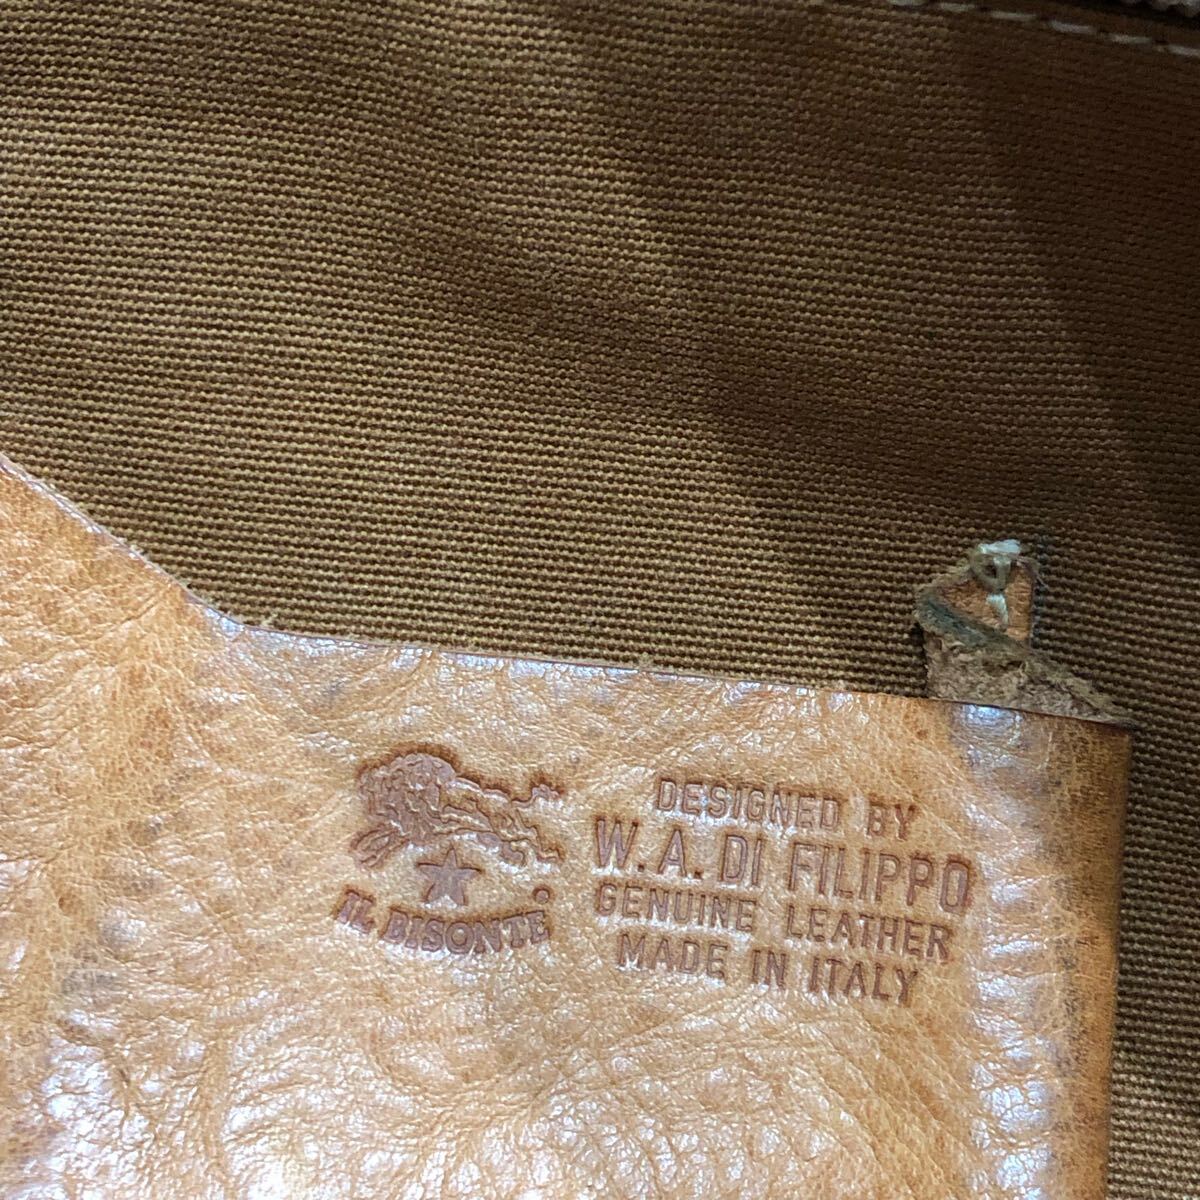 IL BISONTE
DESIGNED BY
W. A. DI FILIPPO
GENUINE LEATHER
MADE IN ITALY